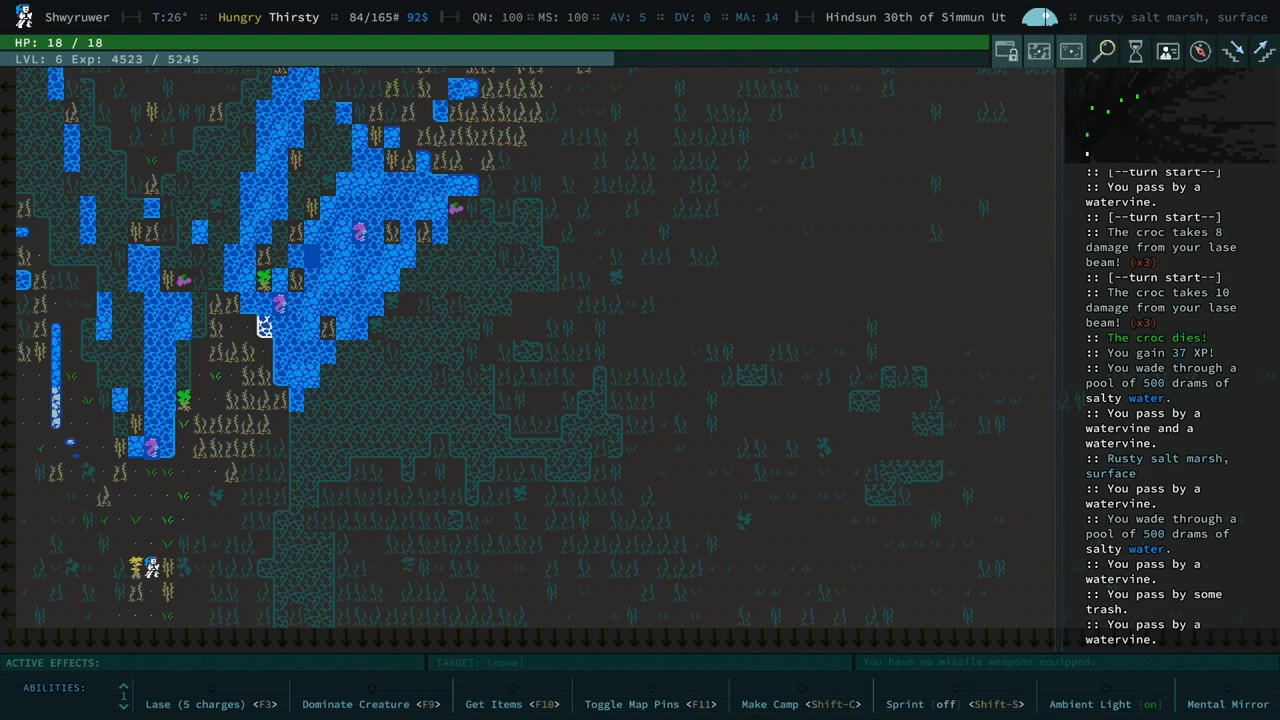 Shwyruwer T:26° :: Hungry Thirsty :: 84/165# 92$ QN: 100 :: MS: 100 :: AV: 5 :: DV: 0 :: MA: 14 Hindsun 30th of Simmun Ut :: rusty salt marsh, surface
HP: 18 / 18
LVL: 6 Exp: 4523 / 5245
:: [--turn start--]
:: You pass by a
watervine.
:: [--turn start--]
:: The croc takes 8
damage from your lase
beam! (x3)
:: [--turn start--]
:: The croc takes 10
damage from your lase
beam! (x3)
:: The croc dies!
:: You gain 37 XP!
:: You wade through a
pool of 500 drams of
salty water.
:: You pass by a
watervine and a
watervine.
:: Rusty salt marsh,
surface
:: You pass by a
watervine.
:: You wade through a
pool of 500 drams of
salty water.
:: You pass by a
watervine.
:: You pass by some
trash.
:: You pass by a
watervine.
ACTIVE EFFECTS: TARGET: [none] You have no missile weapons equipped.
ABILITIES: 1 Lase (5 charges) <F3> Dominate Creature <F9> Get Items <F10> Toggle Map Pins <F11> Make Camp <Shift-C> Sprint [off] <Shift-S> Ambient Light [on] Mental Mirror